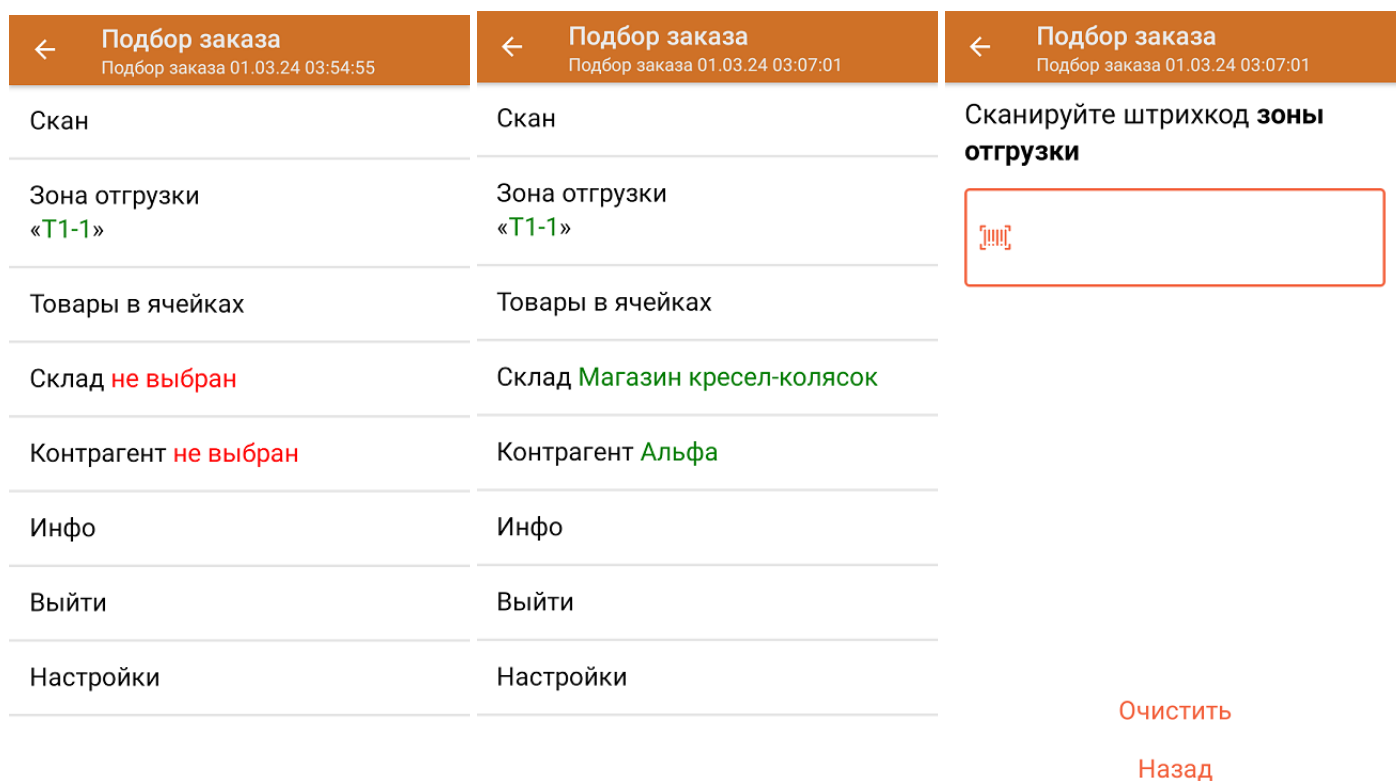 Подбор заказа
Подбор заказа 01.03.24 03:54:55
Скан
Зона отгрузки
«Т1-1»
Товары в ячейках
Склад не выбран
Контрагент не выбран
Инфо
Выйти
Настройки
Подбор заказа
Подбор заказа 01.03.24 03:07:01
Скан
Зона отгрузки
«Т1-1»
Товары в ячейках
Склад Магазин кресел-колясок
Контрагент Альфа
Инфо
Выйти
Настройки
Подбор заказа
Подбор заказа 01.03.24 03:07:01
Сканируйте штрихкод зоны
отгрузки
Очистить
Назад